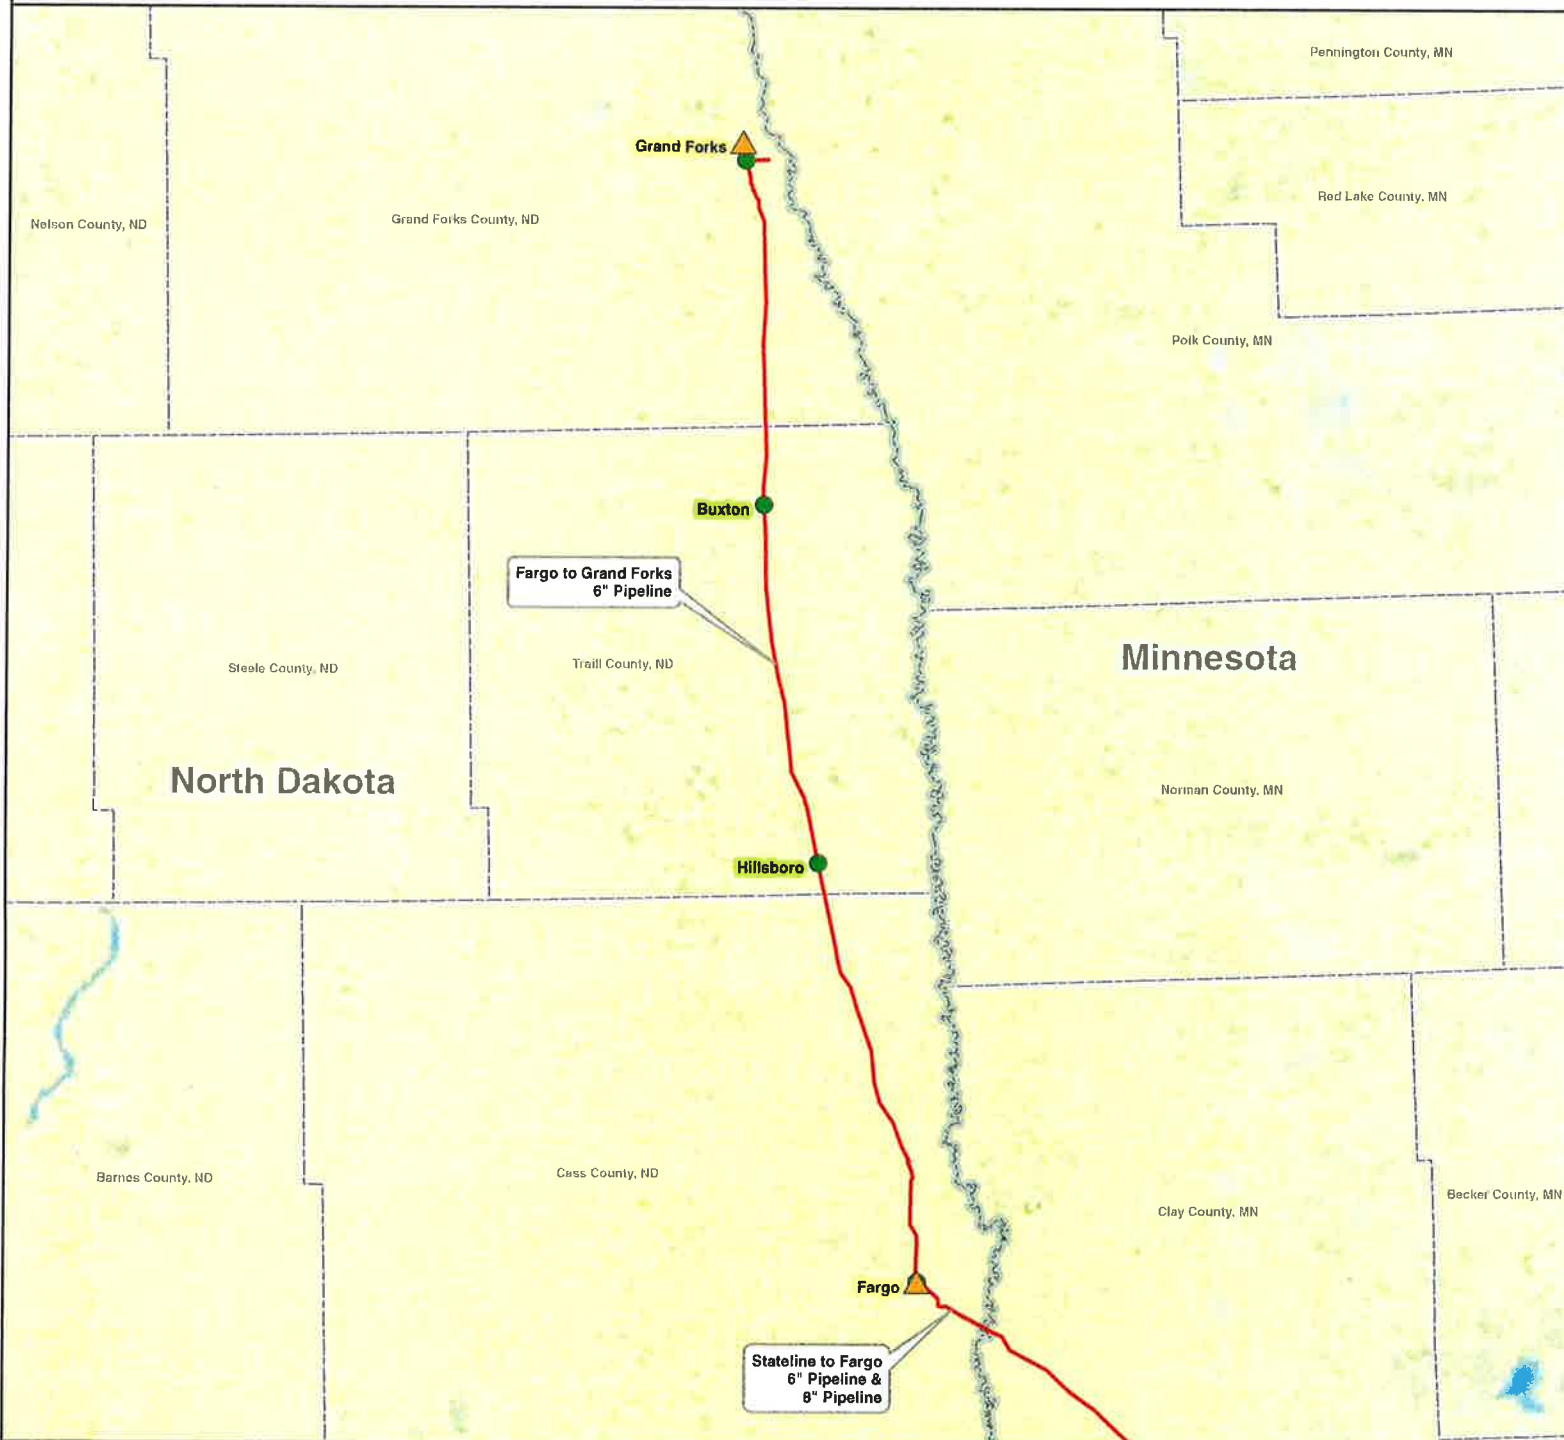 Pennington County, MN
Grand Forks
Red Lake County, MN
Nelson County, ND
Grand Forks County, ND
Polk County, MN
Buxton
Fargo to Grand Forks
6" Pipeline
Steele County, ND
Traill County, ND
Minnesota
North Dakota
Norman County, MN
Hillsboro
Barnes County, ND
Cass County, ND
Clay County, MN
Becker County, MN
Fargo
Stateline to Fargo
6" Pipeline &
8" Pipeline